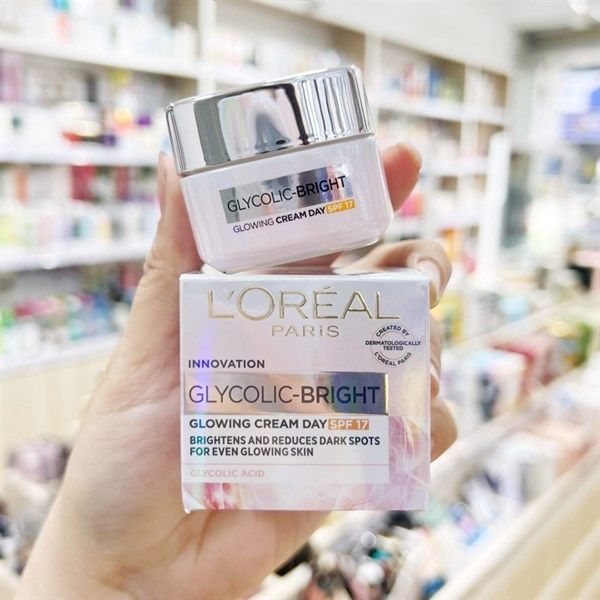 GLYCOLIC-BRIGHT
GLOWING CREAM DAY SPF 17
L'ORÉAL
PARIS
CREATED BY
DERMATOLOGICALLY
TESTED
L'ORÉAL PARIS
INNOVATION
GLYCOLIC-BRIGHT
GLOWING CREAM DAY SPF 17
BRIGHTENS AND REDUCES DARK SPOTS
FOR EVEN GLOWING SKIN
GLYCOLIC ACID